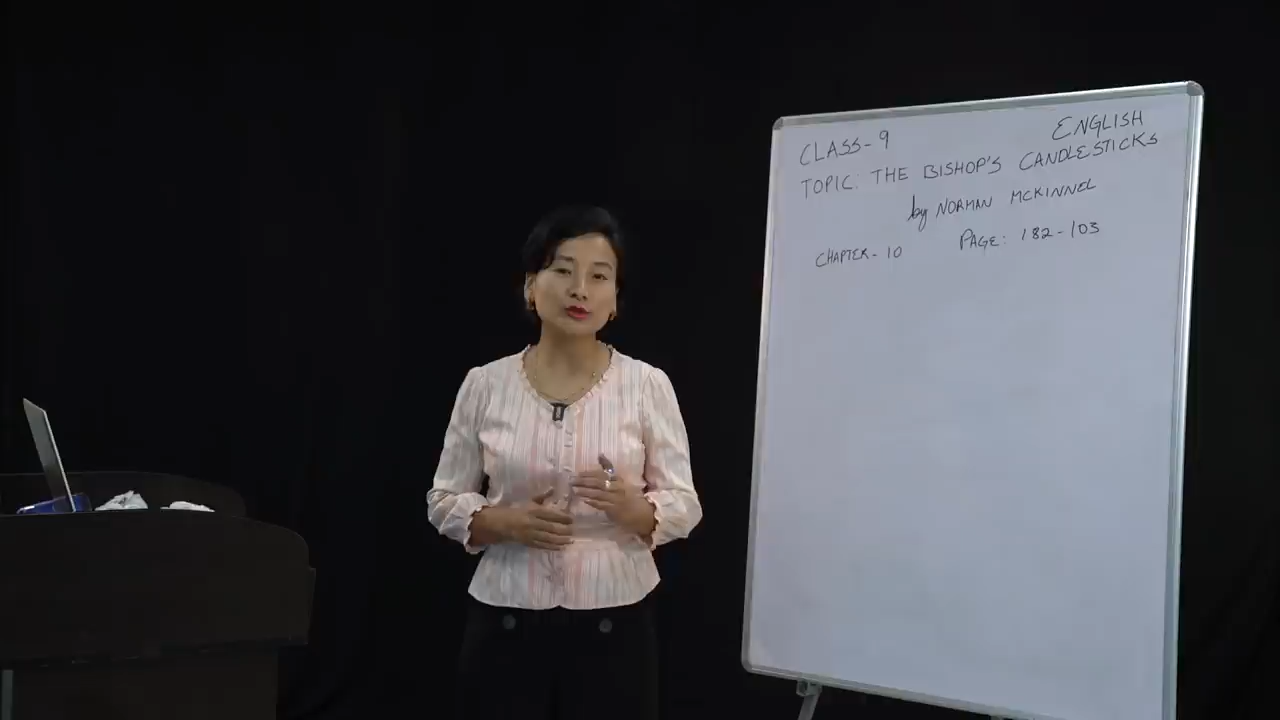 CLASS-9 ENGLISH
TOPIC: THE BISHOP'S CANDLESTICKS
by NORMAN MCKINNEL
CHAPTER-10 PAGE: 182-103